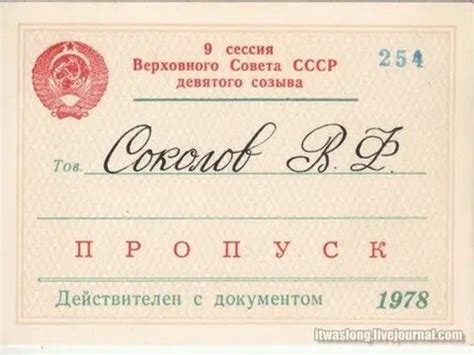 9 сессия
Верховного Совета СССР
девятого созыва
254
Тов. Соколов В. Ф.
ПРОПУСК
Действителен с документом 1978
itwaslong.livejournal.com